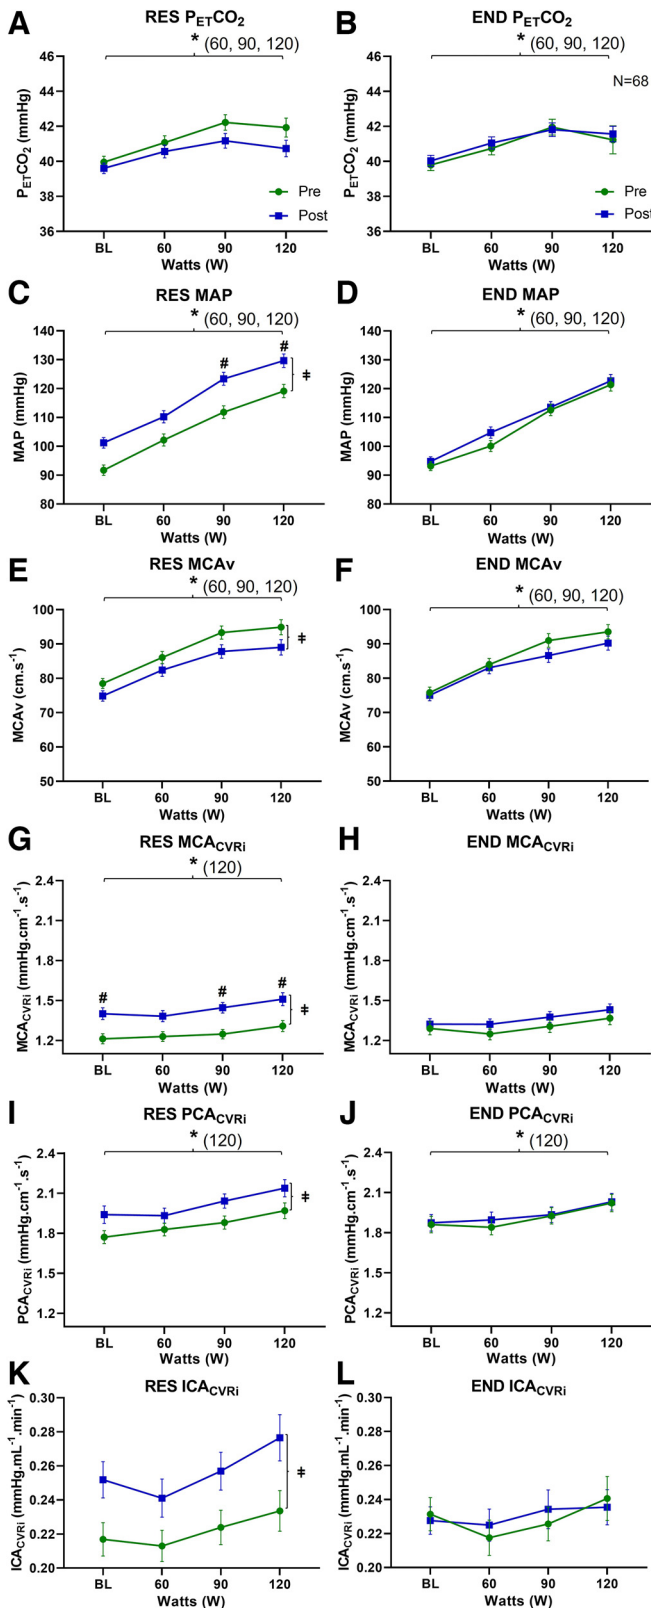 A RES PETCO2
* (60, 90, 120)
46
44
42
40
38
36
PETCO2 (mmHg)
Pre
Post
BL 60 90 120
Watts (W)
B END PETCO2
* (60, 90, 120)
N=68
46
44
42
40
38
36
PETCO2 (mmHg)
Pre
Post
BL 60 90 120
Watts (W)
C RES MAP
* (60, 90, 120)
140
130
120
110
100
90
80
MAP (mmHg)
# #
ǂ
BL 60 90 120
Watts (W)
D END MAP
* (60, 90, 120)
140
130
120
110
100
90
80
MAP (mmHg)
BL 60 90 120
Watts (W)
E RES MCAv
* (60, 90, 120)
100
90
80
70
60
50
MCAv (cm.s-1)
ǂ
BL 60 90 120
Watts (W)
F END MCAv
* (60, 90, 120)
100
90
80
70
60
50
MCAv (cm.s-1)
BL 60 90 120
Watts (W)
G RES MCACVRi
* (120)
2.4
2.1
1.8
1.5
1.2
MCACVRi (mmHg.cm-1.s-1)
# # #
ǂ
BL 60 90 120
Watts (W)
H END MCACVRi
2.4
2.1
1.8
1.5
1.2
MCACVRi (mmHg.cm-1.s-1)
BL 60 90 120
Watts (W)
I RES PCACVRi
* (120)
2.4
2.1
1.8
1.5
1.2
PCACVRi (mmHg.cm-1.s-1)
ǂ
BL 60 90 120
Watts (W)
J END PCACVRi
* (120)
2.4
2.1
1.8
1.5
1.2
PCACVRi (mmHg.cm-1.s-1)
BL 60 90 120
Watts (W)
K RES ICACVRi
0.30
0.28
0.26
0.24
0.22
0.20
ICACVRi (mmHg.mL-1.min-1)
ǂ
BL 60 90 120
Watts (W)
L END ICACVRi
0.30
0.28
0.26
0.24
0.22
0.20
ICACVRi (mmHg.mL-1.min-1)
BL 60 90 120
Watts (W)